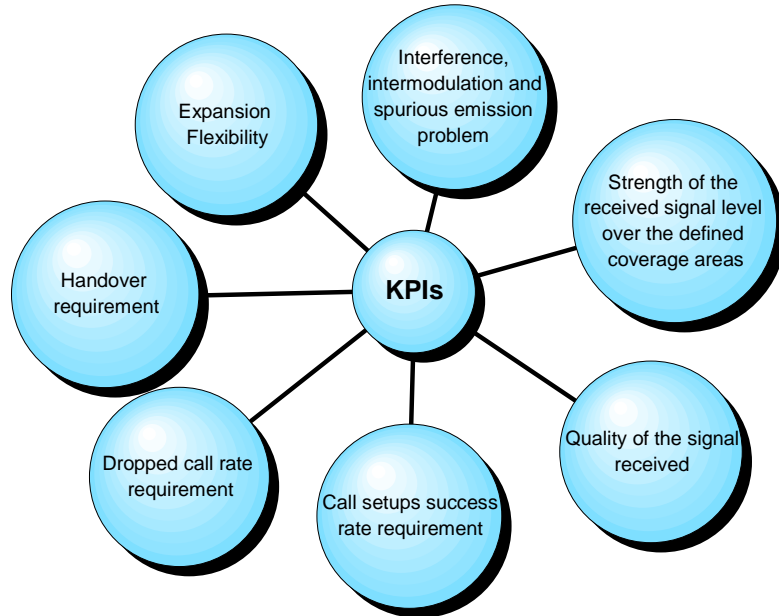 Interference,
intermodulation and
spurious emission
problem
Expansion
Flexibility
Strength of the
received signal level
over the defined
coverage areas
Handover
requirement
KPIs
Quality of the signal
received
Dropped call rate
requirement
Call setups success
rate requirement